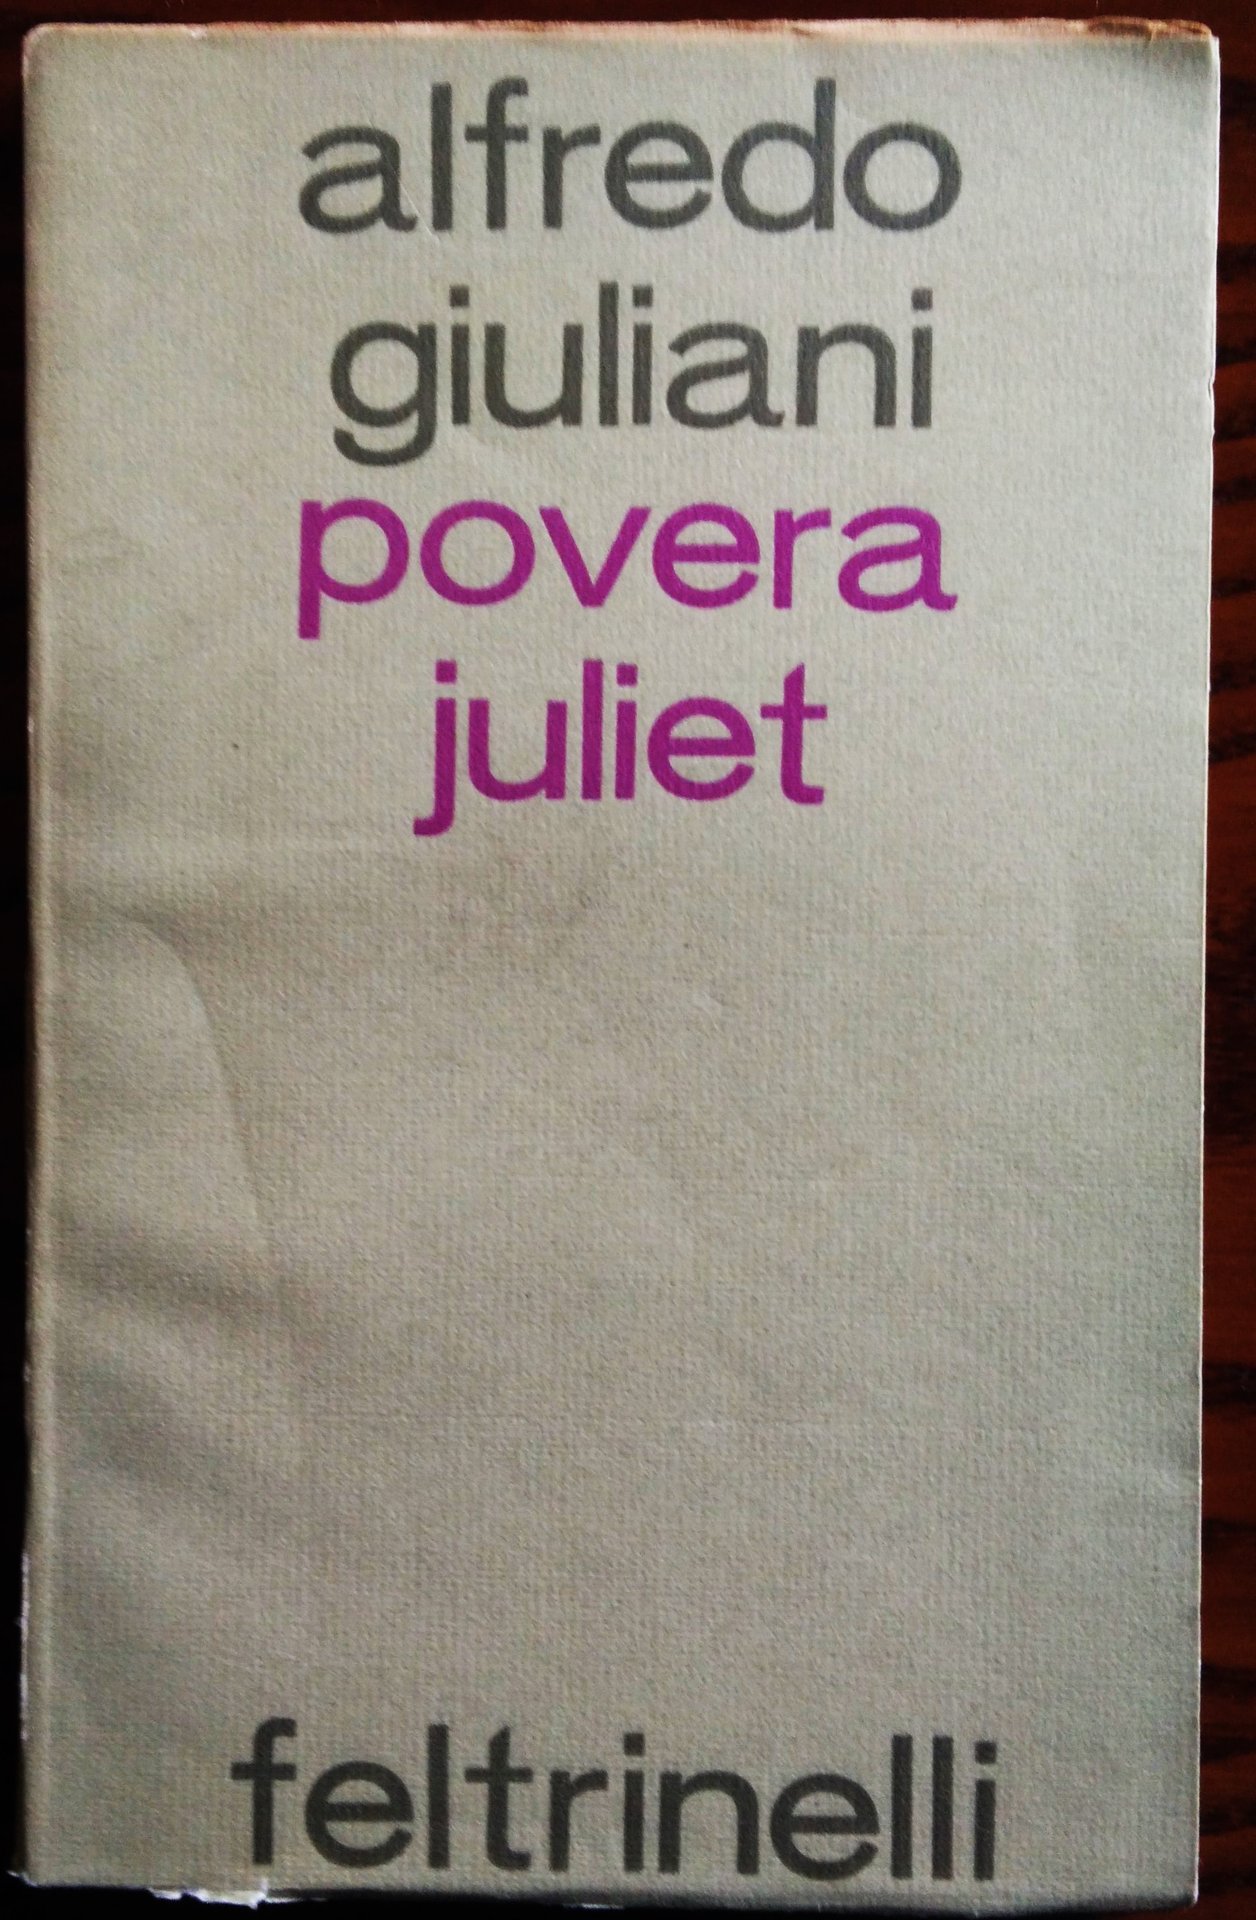 alfredo
giuliani
povera
juliet
feltrinelli